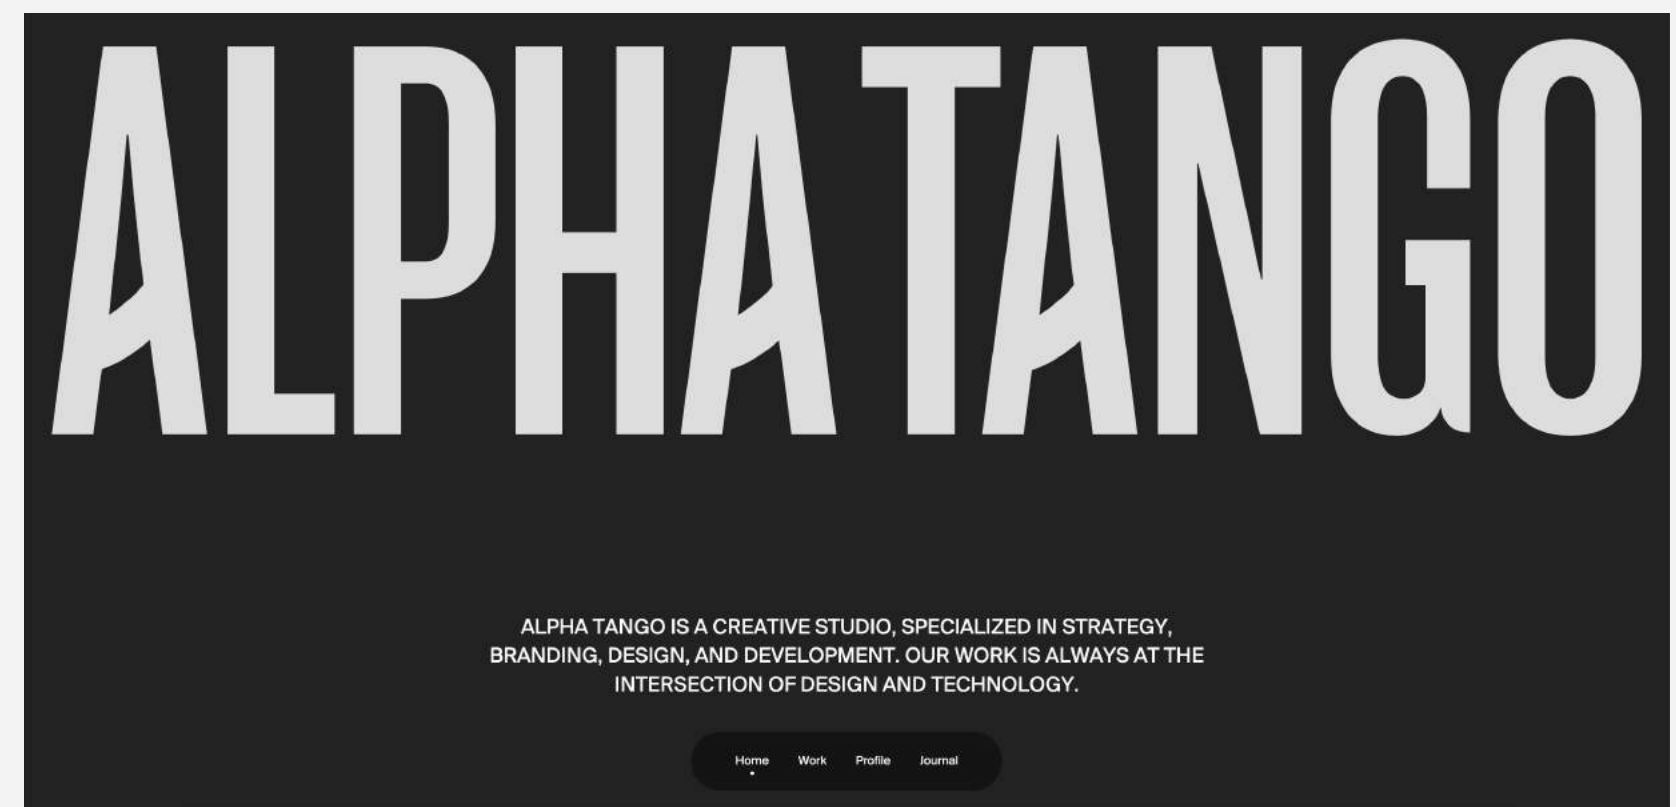 ALPHA TANGO
ALPHA TANGO IS A CREATIVE STUDIO, SPECIALIZED IN STRATEGY,
BRANDING, DESIGN, AND DEVELOPMENT. OUR WORK IS ALWAYS AT THE
INTERSECTION OF DESIGN AND TECHNOLOGY.
Home Work Profile Journal